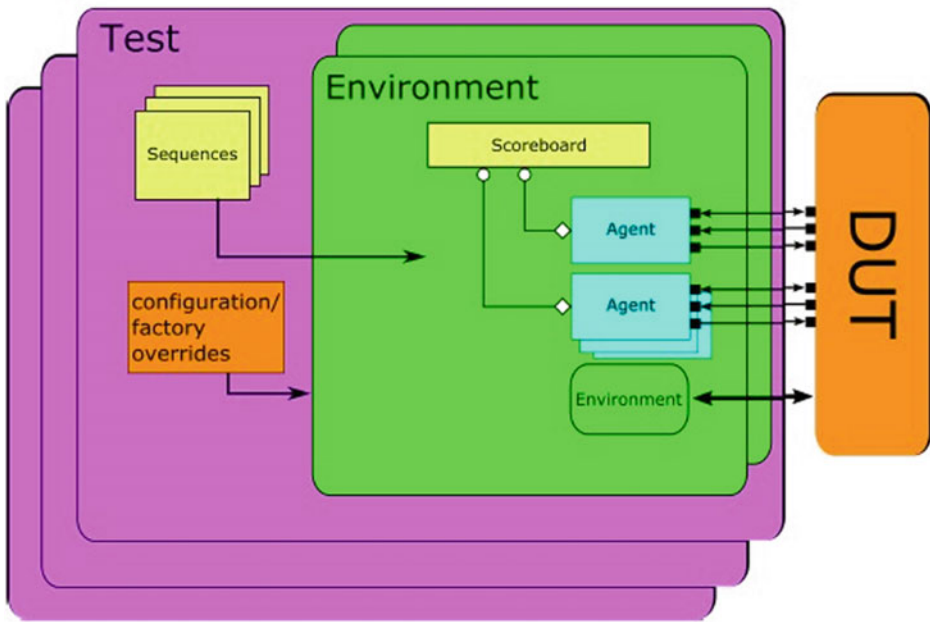 Test
Environment
Scoreboard
Sequences
Agent
configuration/
factory
overrides
Agent
Environment
DUT